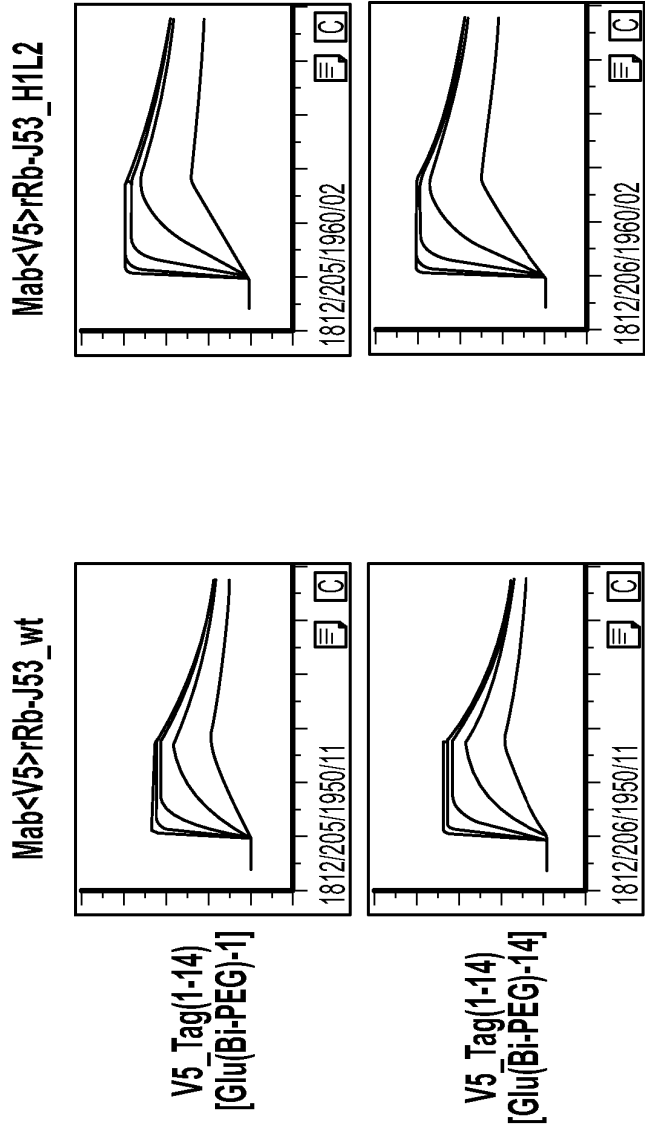 Mab<V5>rRb-J53_wt
Mab<V5>rRb-J53_H1L2
V5_Tag(1-14)
[Glu(Bi-PEG)-1]
1812/205/1950/11
C
1812/205/1960/02
C
V5_Tag(1-14)
[Glu(Bi-PEG)-14]
1812/206/1950/11
C
1812/206/1960/02
C